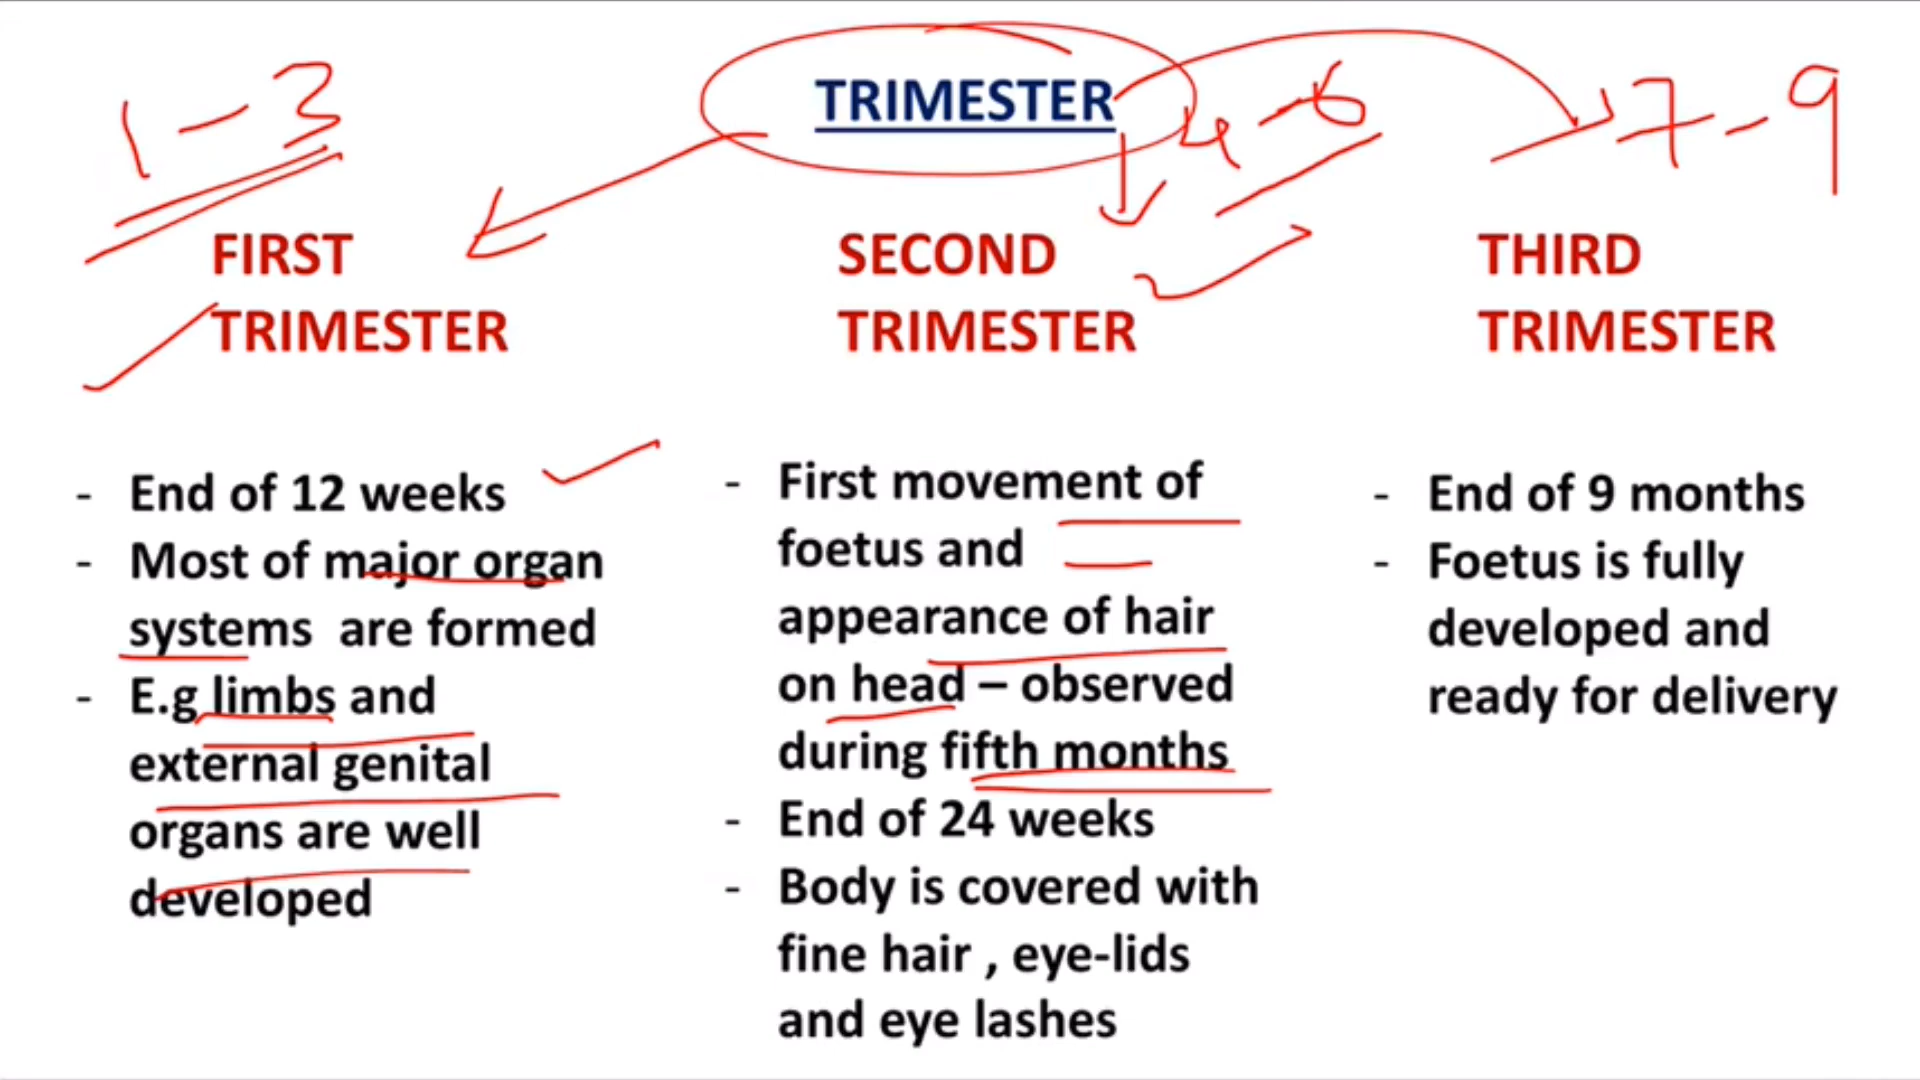 TRIMESTER
1 - 3
4 - 6
7 - 9
FIRST
TRIMESTER
- End of 12 weeks
- Most of major organ
systems are formed
- E.g limbs and
external genital
organs are well
developed
SECOND
TRIMESTER
- First movement of
foetus and
appearance of hair
on head – observed
during fifth months
- End of 24 weeks
- Body is covered with
fine hair , eye-lids
and eye lashes
THIRD
TRIMESTER
- End of 9 months
- Foetus is fully
developed and
ready for delivery